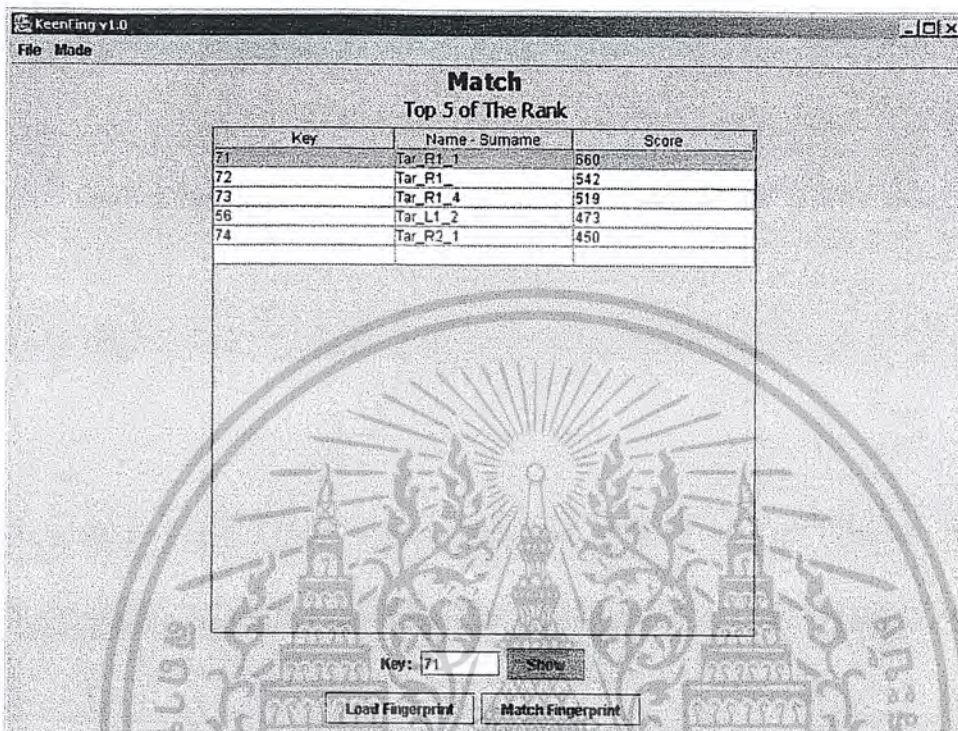 KeenFing v1.0
File Mode
Match
Top 5 of The Rank
Key Name - Surname Score
71 Tar_R1_1 560
72 Tar_R1_ 542
73 Tar_R1_4 519
56 Tar_L1_2 473
74 Tar_R2_1 450
Key: 71 Show
Load Fingerprint Match Fingerprint